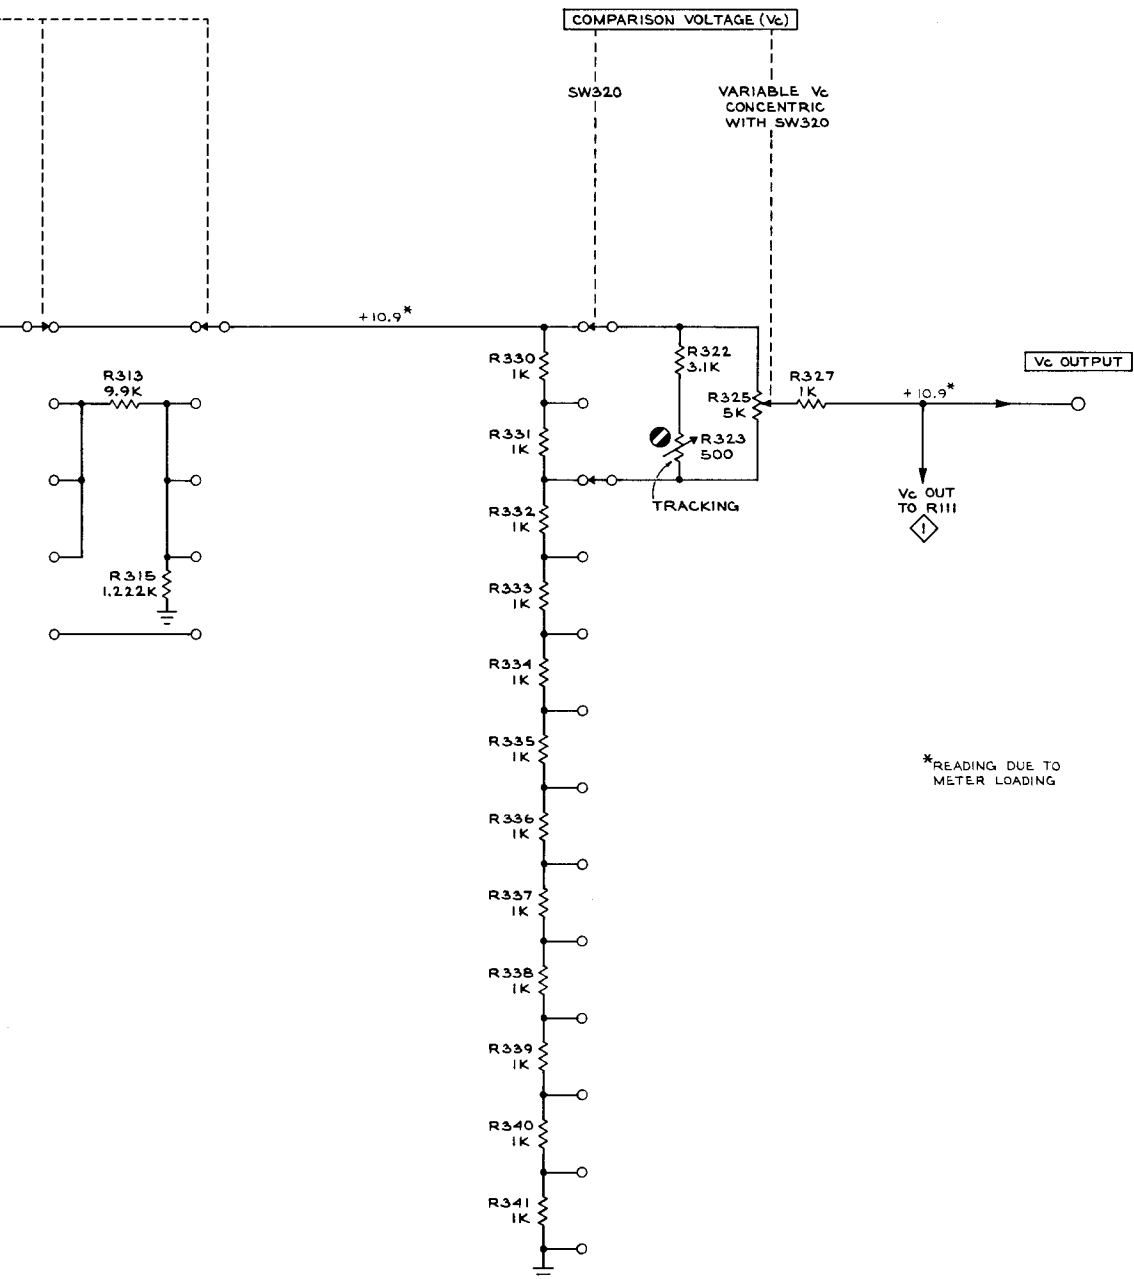 COMPARISON VOLTAGE (Vc)
SW320
VARIABLE Vc
CONCENTRIC
WITH SW320
+10.9*
R330
1K
R322
3.1K
R325
5K
R327
1K
+10.9*
Vc OUTPUT
R313
9.9K
R331
1K
R323
500
TRACKING
Vc OUT
TO R111
1
R332
1K
R315
1.222K
R333
1K
R334
1K
R335
1K
*READING DUE TO
METER LOADING
R336
1K
R337
1K
R338
1K
R339
1K
R340
1K
R341
1K